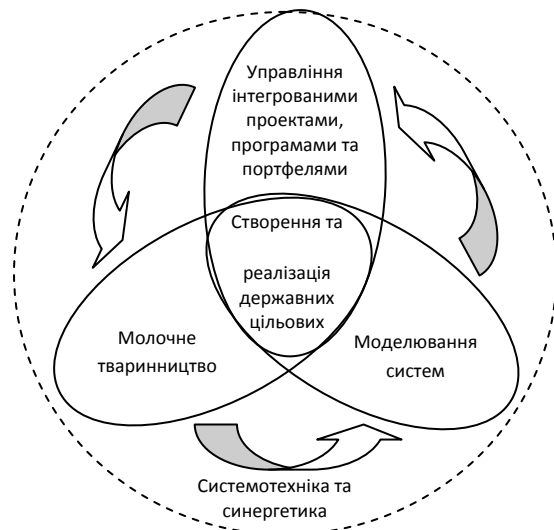 Управління
інтегрованими
проектами,
програмами та
портфелями
Створення та
реалізація
державних
цільових
Молочне
тваринництво
Моделювання
систем
Системотехніка та
синергетика